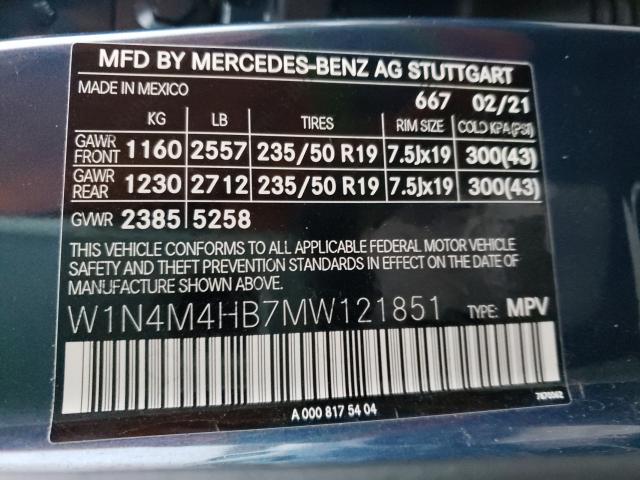 MFD BY MERCEDES-BENZ AG STUTTGART
MADE IN MEXICO 667 02/21
KG LB TIRES RIM SIZE COLD KPA(PSI)
GAWR FRONT 1160 2557 235/50 R19 7.5Jx19 300(43)
GAWR REAR 1230 2712 235/50 R19 7.5Jx19 300(43)
GVWR 2385 5258
THIS VEHICLE CONFORMS TO ALL APPLICABLE FEDERAL MOTOR VEHICLE
SAFETY AND THEFT PREVENTION STANDARDS IN EFFECT ON THE
DATE OF MANUFACTURE SHOWN ABOVE.
W1N4M4HB7MW121851 TYPE: MPV
A 000 817 54 04